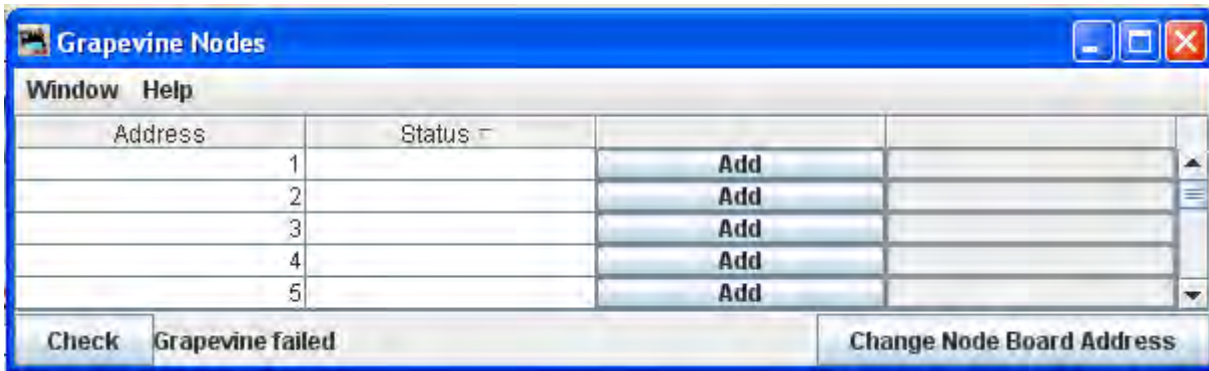 Grapevine Nodes
Window Help
Address Status
1 Add
2 Add
3 Add
4 Add
5 Add
Check Grapevine failed Change Node Board Address